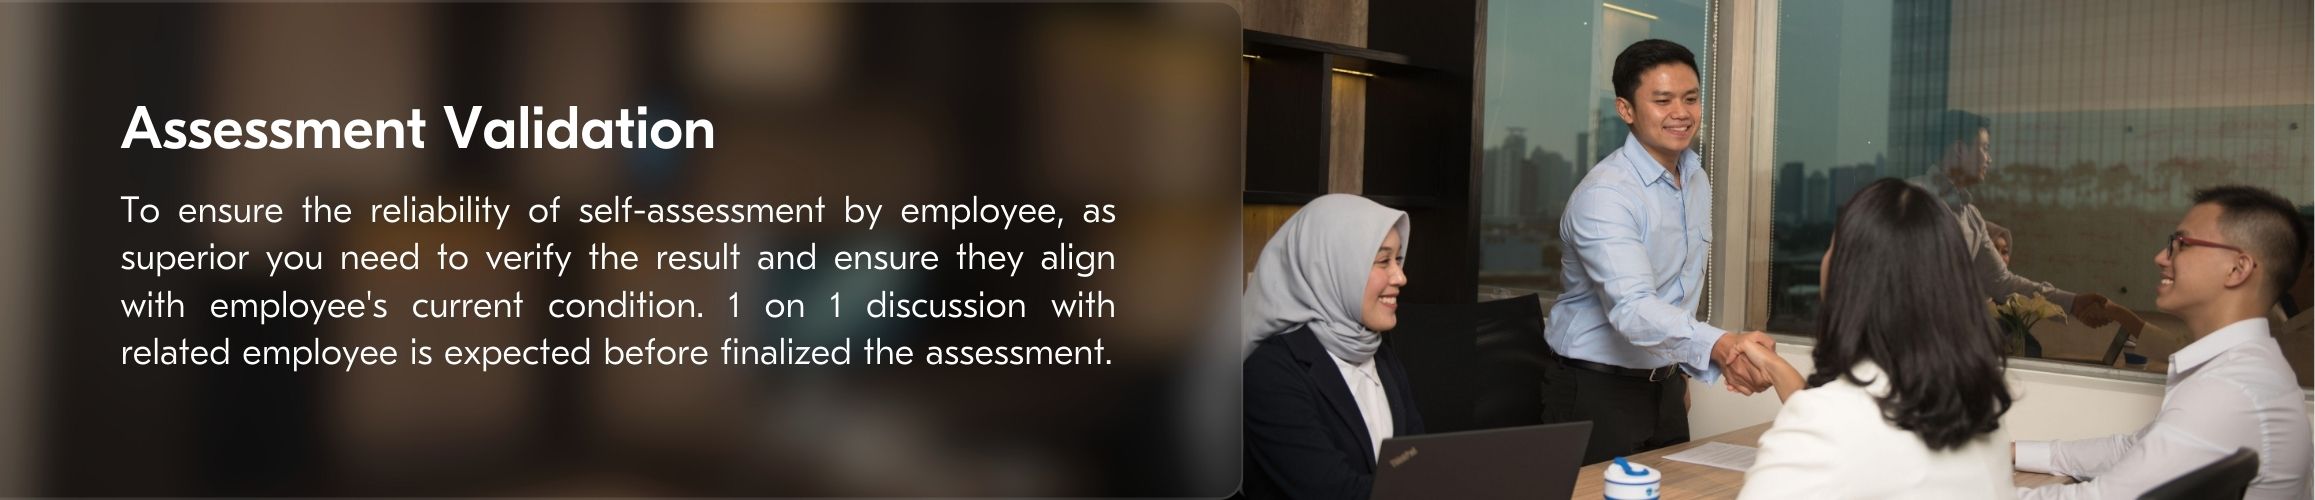 Assessment Validation
To ensure the reliability of self-assessment by employee, as
superior you need to verify the result and ensure they align
with employee's current condition. 1 on 1 discussion with
related employee is expected before finalized the assessment.
ThinkPad